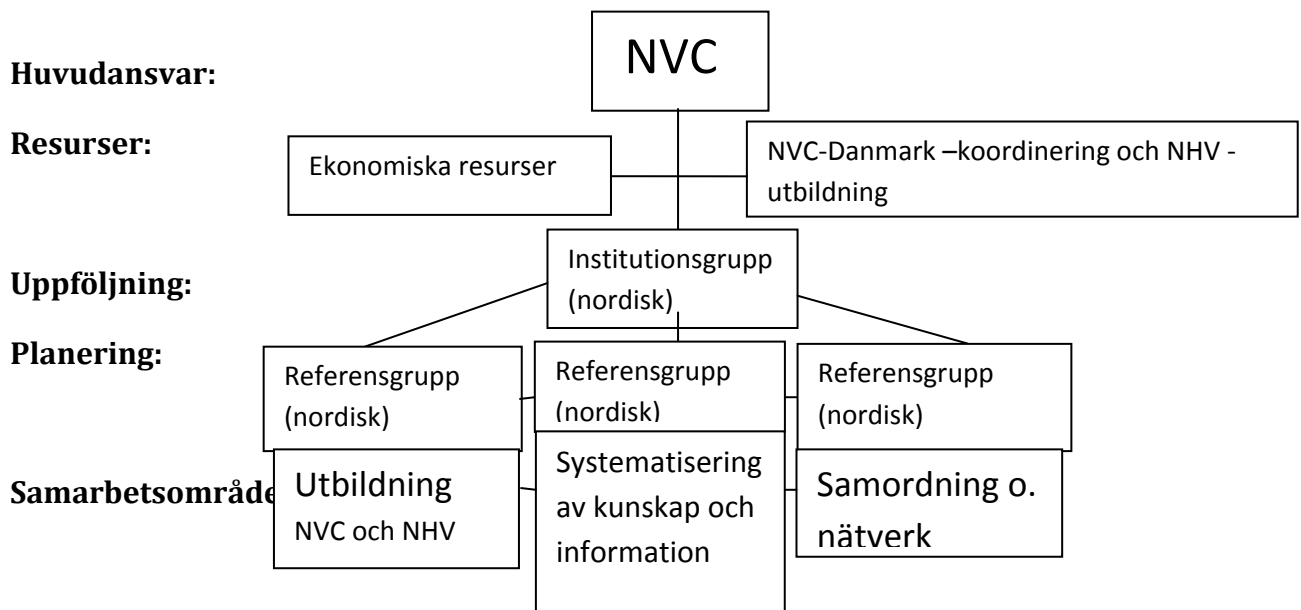 NVC
Huvudansvar:
Resurser:
Ekonomiska resurser
NVC-Danmark –koordinering och NHV -
utbildning
Institutionsgrupp
(nordisk)
Uppföljning:
Planering:
Referensgrupp
(nordisk)
Referensgrupp
(nordisk)
Referensgrupp
(nordisk)
Samarbetsområde
Utbildning
NVC och NHV
Systematisering
av kunskap och
information
Samordning o.
nätverk